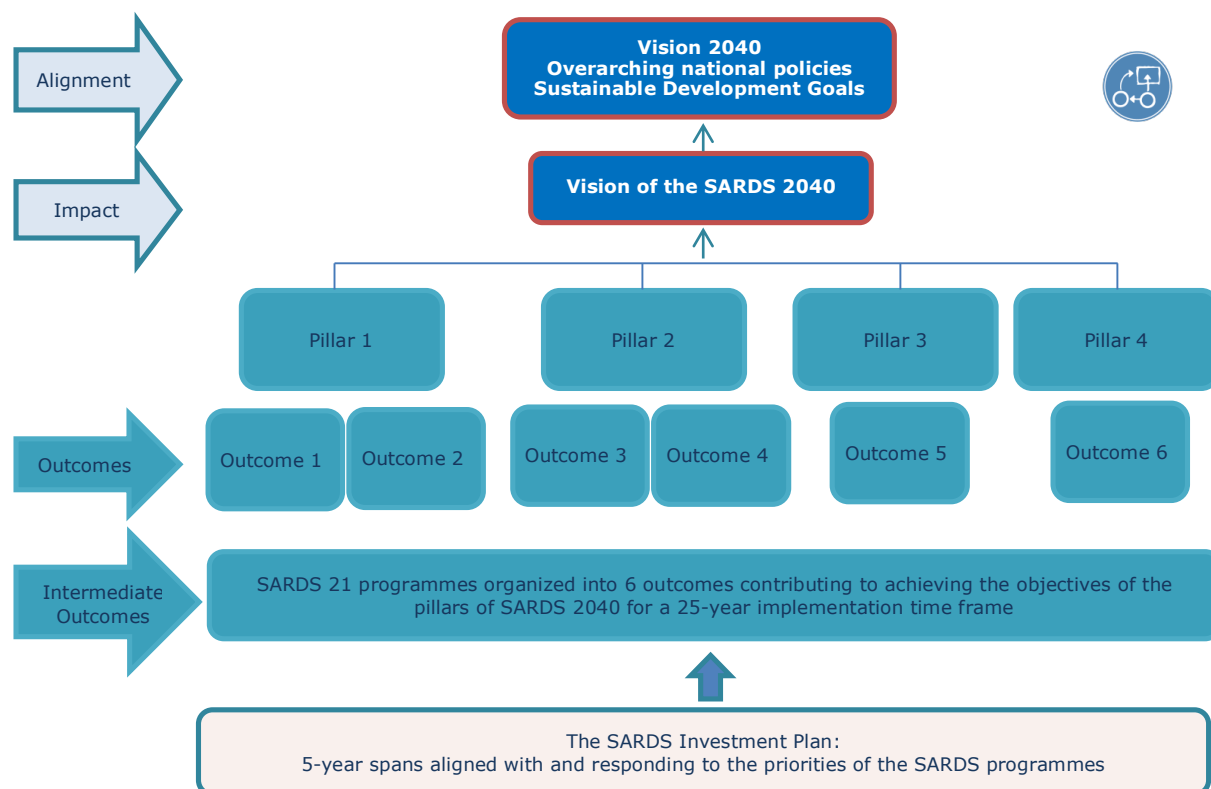 Alignment
Vision 2040
Overarching national policies
Sustainable Development Goals
Impact
Vision of the SARDS 2040
Pillar 1
Pillar 2
Pillar 3
Pillar 4
Outcomes
Outcome 1
Outcome 2
Outcome 3
Outcome 4
Outcome 5
Outcome 6
Intermediate
Outcomes
SARDS 21 programmes organized into 6 outcomes contributing to achieving the objectives of the
pillars of SARDS 2040 for a 25-year implementation time frame
The SARDS Investment Plan:
5-year spans aligned with and responding to the priorities of the SARDS programmes